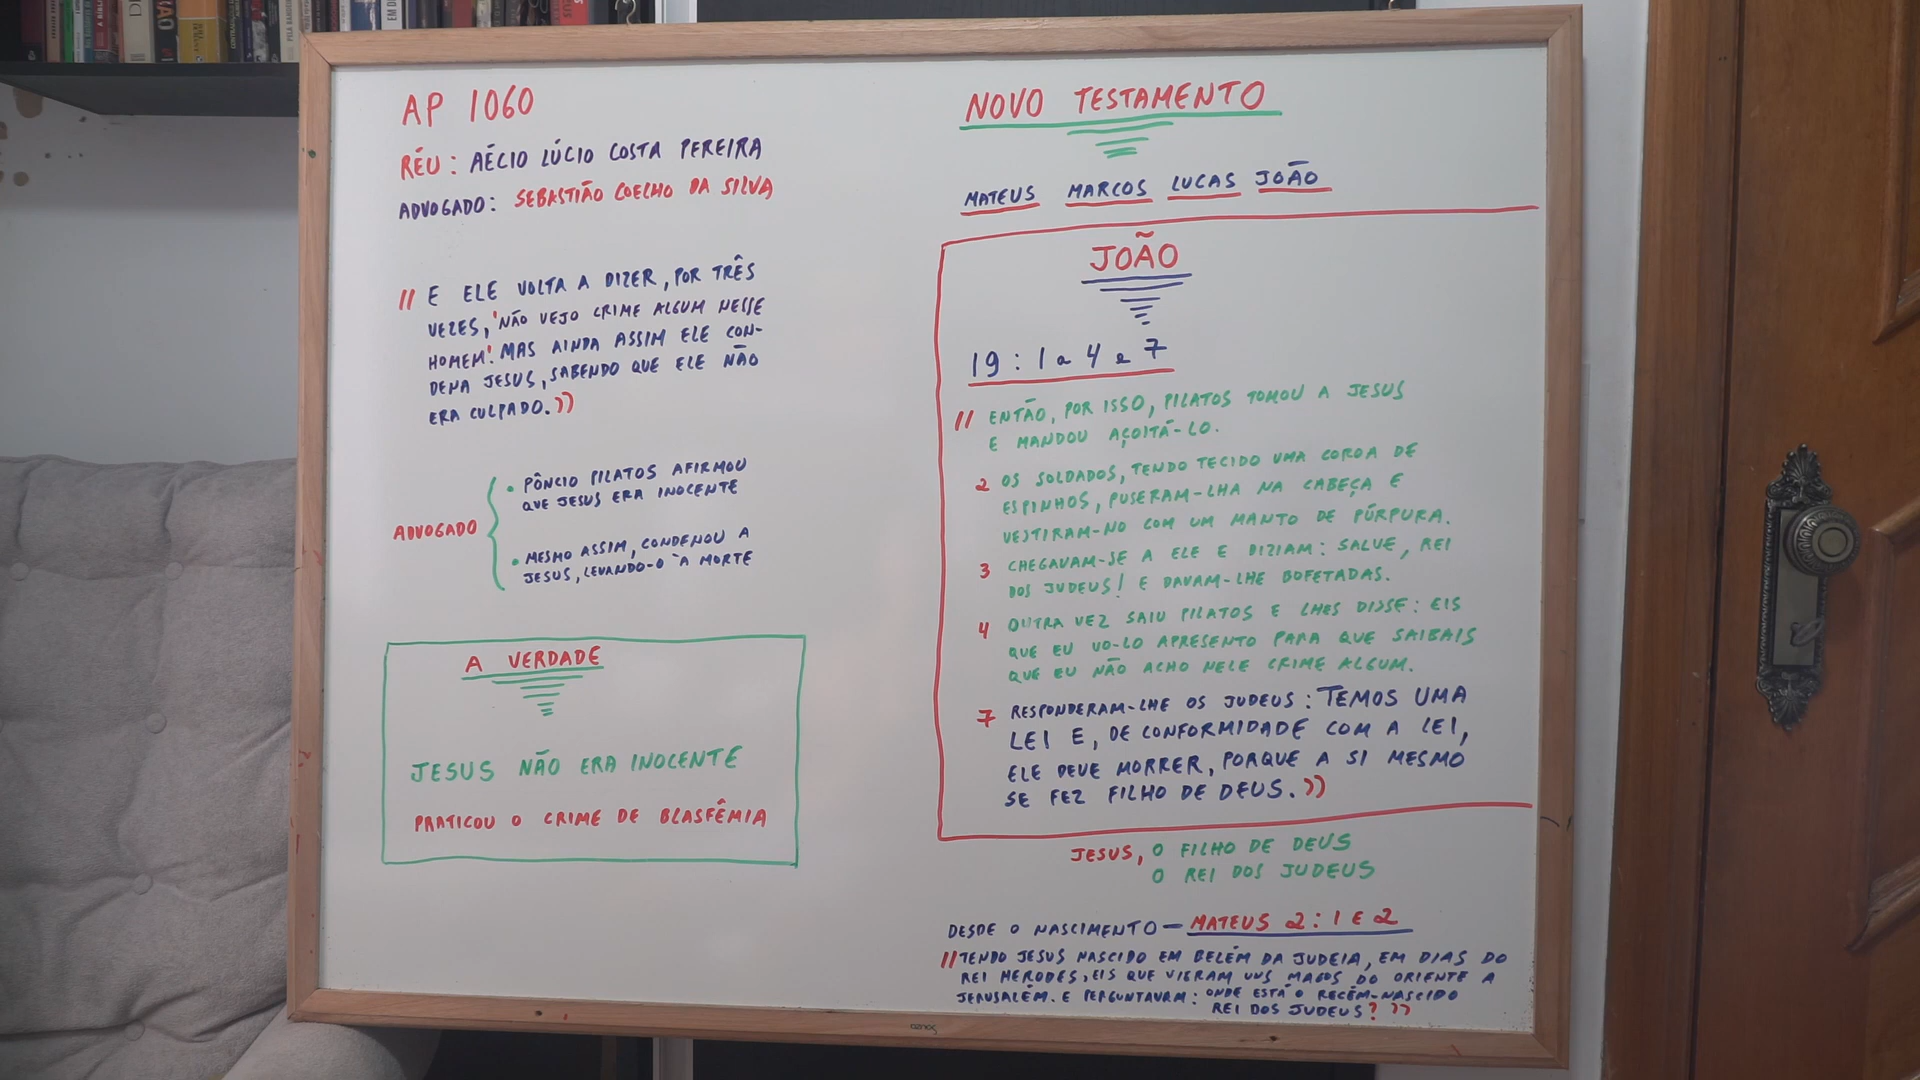 AP 1060
RÉU: AÉCIO LÚCIO COSTA PEREIRA
ADVOGADO: SEBASTIÃO COELHO DA SILVA
" E ELE VOLTA A DIZER, POR TRÊS
VEZES, 'NÃO VEJO CRIME ALGUM NESSE
HOMEM'. MAS AINDA ASSIM ELE CON-
DENA JESUS, SABENDO QUE ELE NÃO
ERA CULPADO. "
ADVOGADO
• PÔNCIO PILATOS AFIRMOU
QUE JESUS ERA INOCENTE
• MESMO ASSIM, CONDENOU A
JESUS, LEVANDO-O À MORTE
A VERDADE
JESUS NÃO ERA INOCENTE
PRATICOU O CRIME DE BLASFÊMIA
NOVO TESTAMENTO
MATEUS MARCOS LUCAS JOÃO
JOÃO
19 : 1 a 4 e 7
" ENTÃO, POR ISSO, PILATOS TOMOU A JESUS
E MANDOU AÇOITÁ-LO.
2 OS SOLDADOS, TENDO TECIDO UMA COROA DE
ESPINHOS, PUSERAM-LHA NA CABEÇA E
VESTIRAM-NO COM UM MANTO DE PÚRPURA.
3 CHEGAVAM-SE A ELE E DIZIAM: SALVE, REI
DOS JUDEUS! E DAVAM-LHE BOFETADAS.
4 OUTRA VEZ SAIU PILATOS E LHES DISSE: EIS
QUE EU VO-LO APRESENTO PARA QUE SAIBAIS
QUE EU NÃO ACHO NELE CRIME ALGUM.
7 RESPONDERAM-LHE OS JUDEUS: TEMOS UMA
LEI E, DE CONFORMIDADE COM A LEI,
ELE DEVE MORRER, PORQUE A SI MESMO
SE FEZ FILHO DE DEUS. "
JESUS, O FILHO DE DEUS
O REI DOS JUDEUS
DESDE O NASCIMENTO — MATEUS 2: 1 E 2
" TENDO JESUS NASCIDO EM BELÉM DA JUDEIA, EM DIAS DO
REI HERODES, EIS QUE VIERAM UNS MAGOS DO ORIENTE A
JERUSALÉM. E PERGUNTAVAM: ONDE ESTÁ O RECÉM-NASCIDO
REI DOS JUDEUS? "